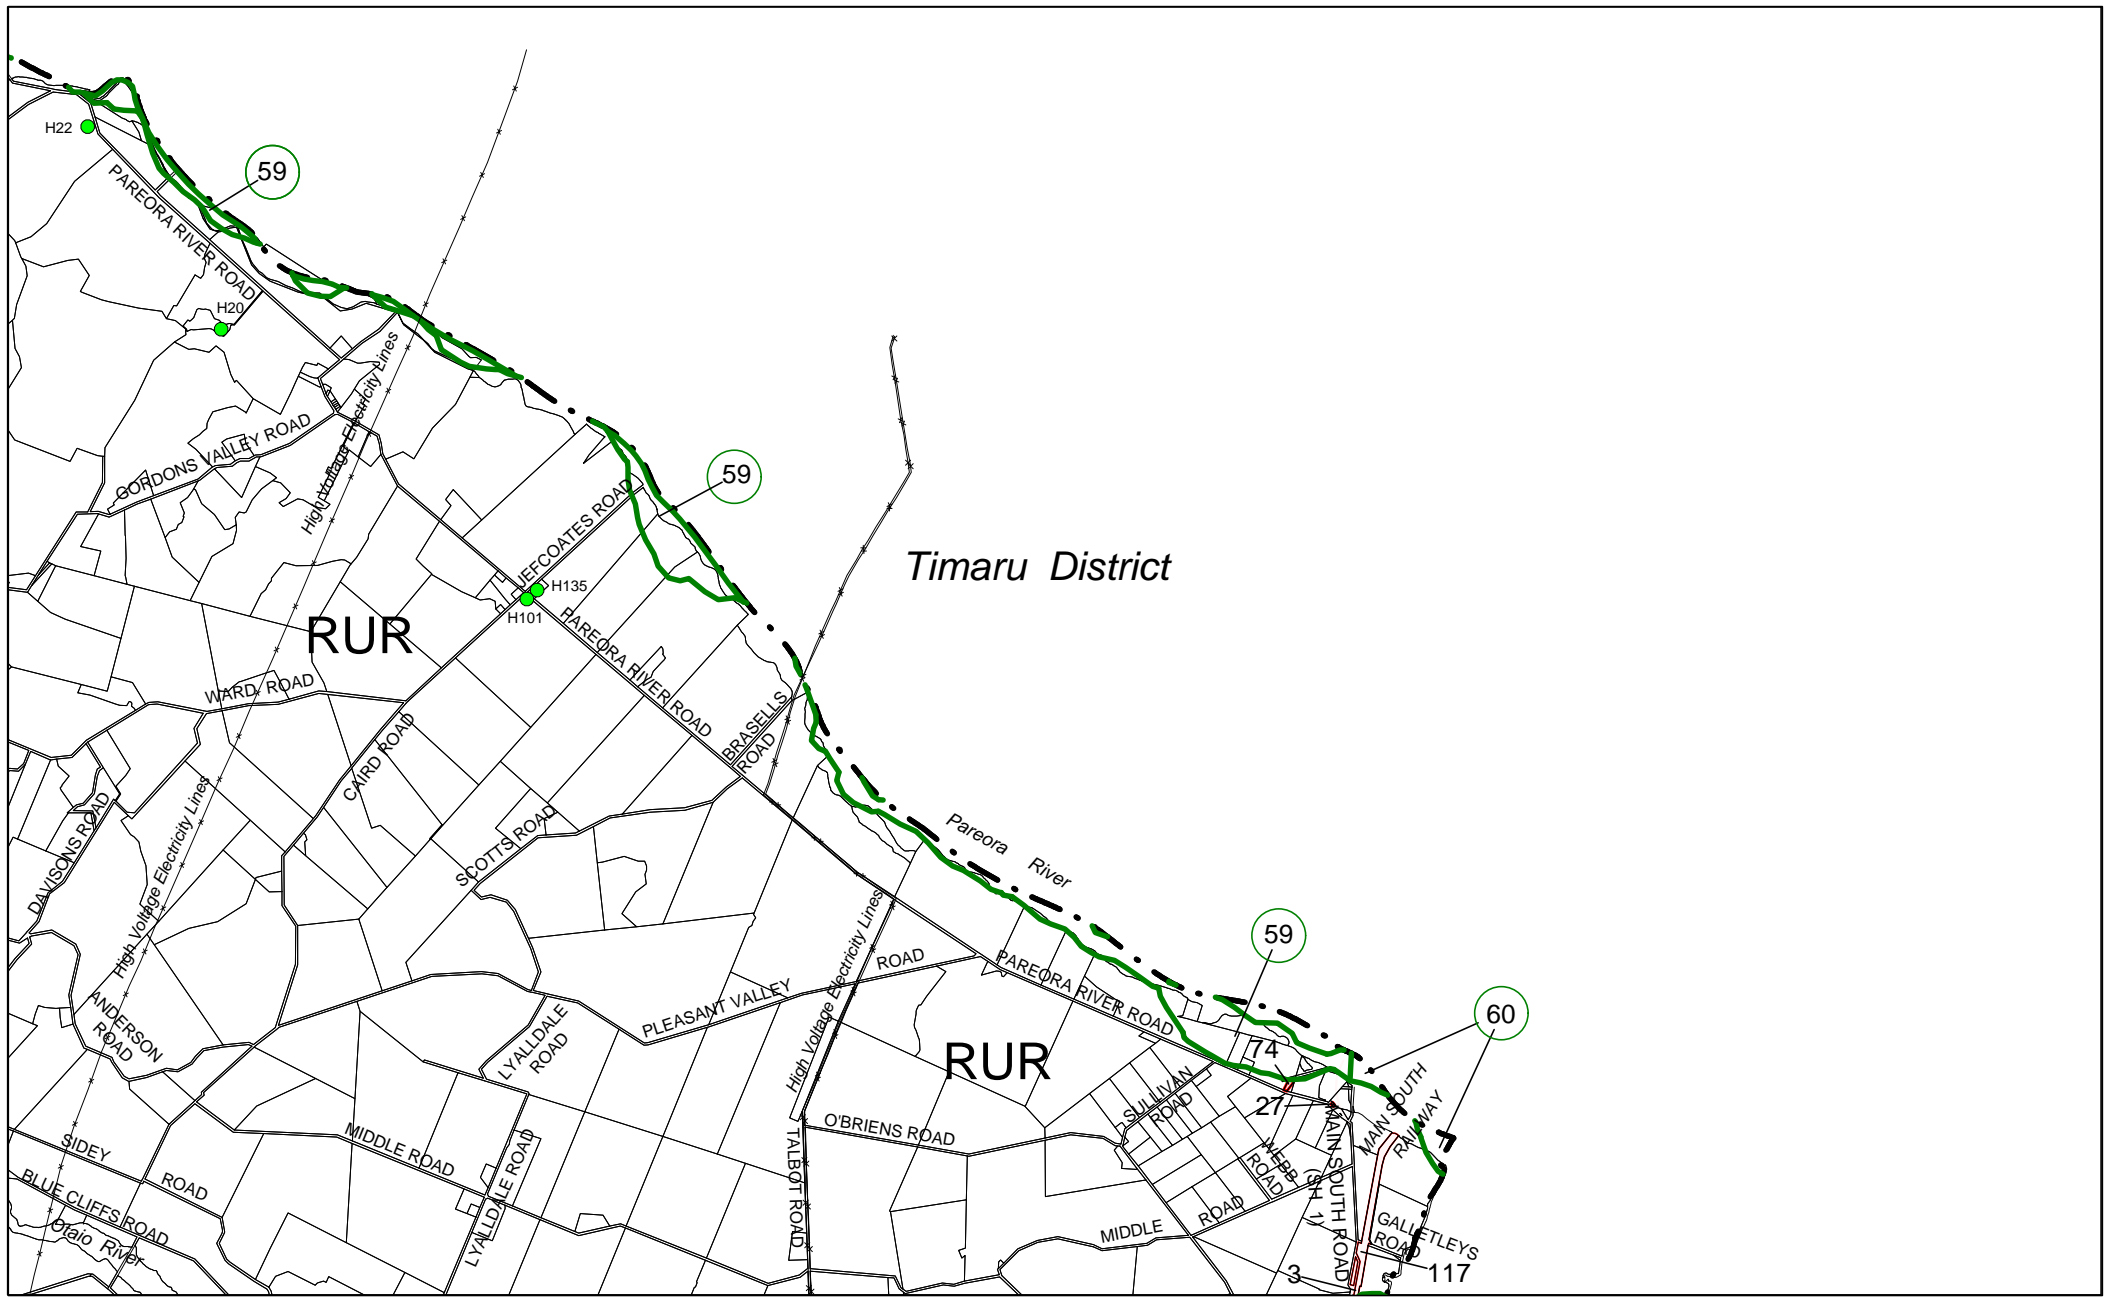 H22
59
PAREORA RIVER ROAD
H20
High Voltage Electricity Lines
GORDONS VALLEY ROAD
59
JEFCOATES ROAD
Timaru District
H135
H101
RUR
PAREORA RIVER ROAD
WARD ROAD
BRASELLS
ROAD
CAIRD ROAD
High Voltage Electricity Lines
DAVISONS ROAD
SCOTTS ROAD
Pareora River
High Voltage Electricity Lines
59
ROAD
PAREORA RIVER ROAD
PLEASANT VALLEY
60
ANDERSON
ROAD
LYALLDALE
ROAD
RUR
74
SULLIVAN
ROAD
27
MAIN SOUTH
RAILWAY
O'BRIENS ROAD
MIDDLE ROAD
SIDEY
ROAD
TALBOT ROAD
LYALLDALE ROAD
WEBB
ROAD
MAIN SOUTH ROAD
(SH 1)
BLUE CLIFFS ROAD
Otaio River
MIDDLE
ROAD
GALLETLEYS
ROAD
3
117